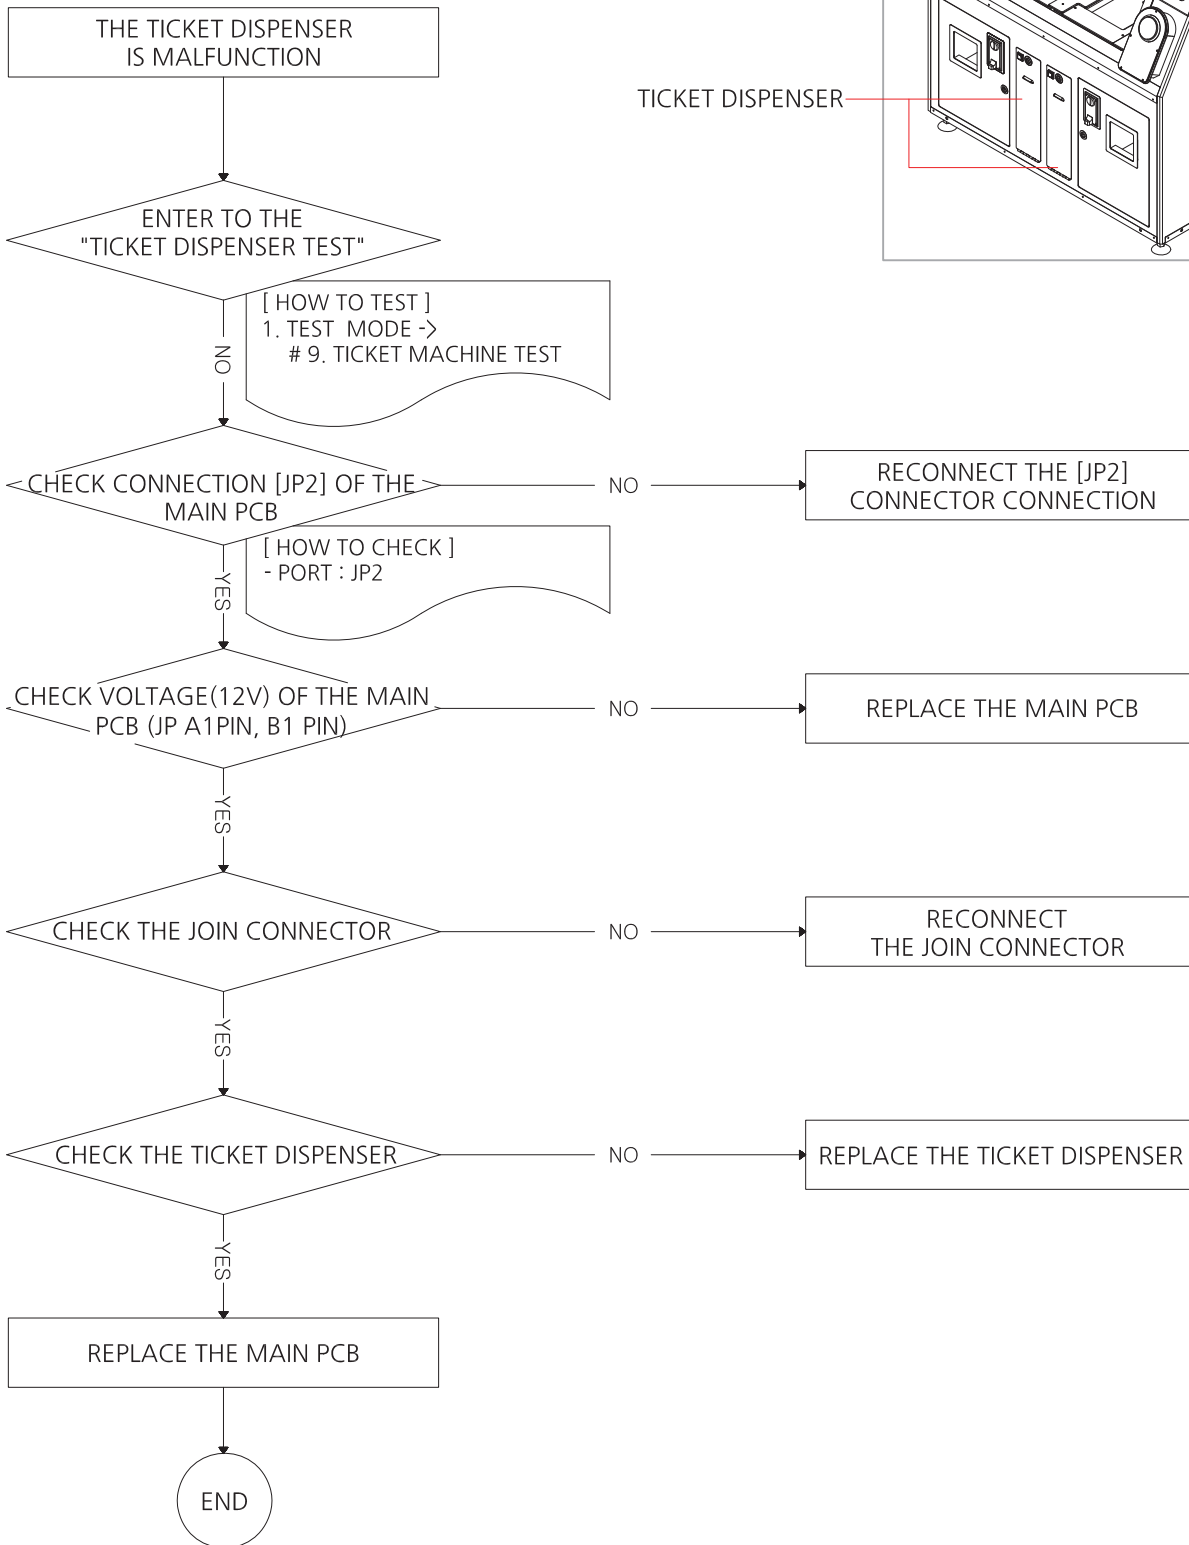 THE TICKET DISPENSER
IS MALFUNCTION
TICKET DISPENSER
ENTER TO THE
"TICKET DISPENSER TEST"
[ HOW TO TEST ]
1. TEST MODE ->
# 9. TICKET MACHINE TEST
NO
CHECK CONNECTION [JP2] OF THE
MAIN PCB
NO
RECONNECT THE [JP2]
CONNECTOR CONNECTION
[ HOW TO CHECK ]
- PORT : JP2
YES
CHECK VOLTAGE(12V) OF THE MAIN
PCB (JP A1PIN, B1 PIN)
NO
REPLACE THE MAIN PCB
YES
CHECK THE JOIN CONNECTOR
NO
RECONNECT
THE JOIN CONNECTOR
YES
CHECK THE TICKET DISPENSER
NO
REPLACE THE TICKET DISPENSER
YES
REPLACE THE MAIN PCB
END